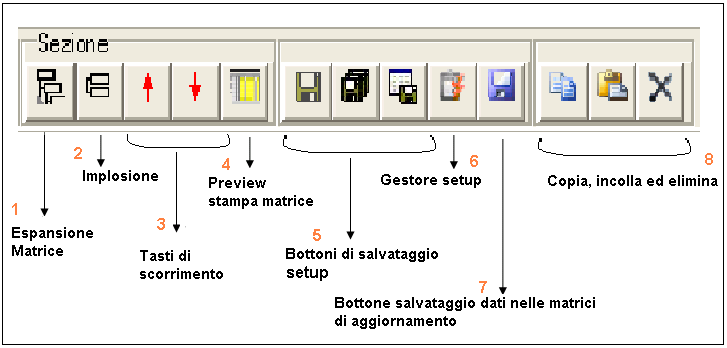 Sezione
1
Espansione
Matrice
2
Implosione
3
Tasti di
scorrimento
4
Preview
stampa matrice
5
Bottoni di salvataggio
setup
6
Gestore setup
7
Bottone salvataggio dati nelle matrici
di aggiornamento
8
Copia, incolla ed elimina